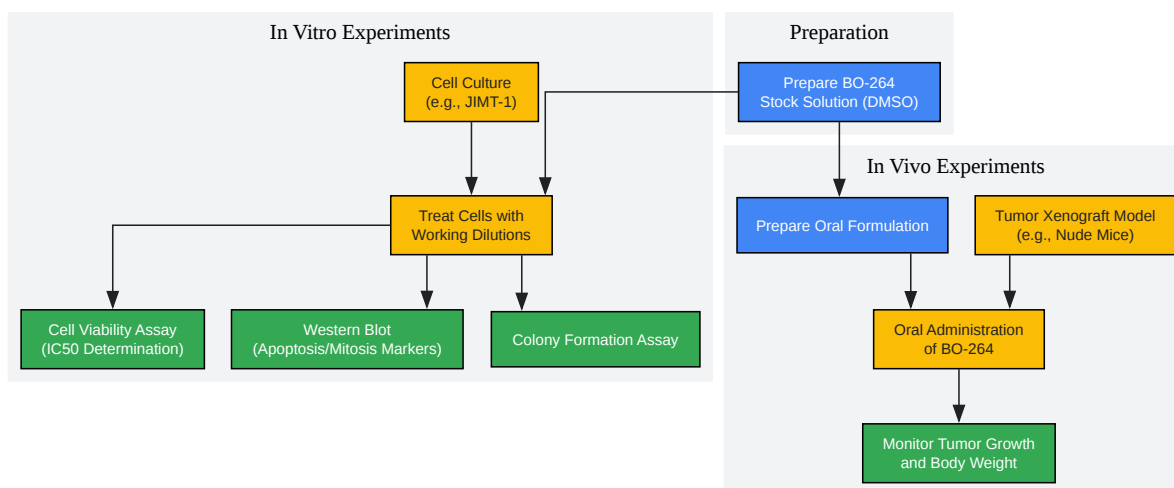 In Vitro Experiments
Cell Culture
(e.g., JIMT-1)
Treat Cells with
Working Dilutions
Cell Viability Assay
(IC50 Determination)
Western Blot
(Apoptosis/Mitosis Markers)
Colony Formation Assay
Preparation
Prepare BO-264
Stock Solution (DMSO)
In Vivo Experiments
Prepare Oral Formulation
Tumor Xenograft Model
(e.g., Nude Mice)
Oral Administration
of BO-264
Monitor Tumor Growth
and Body Weight